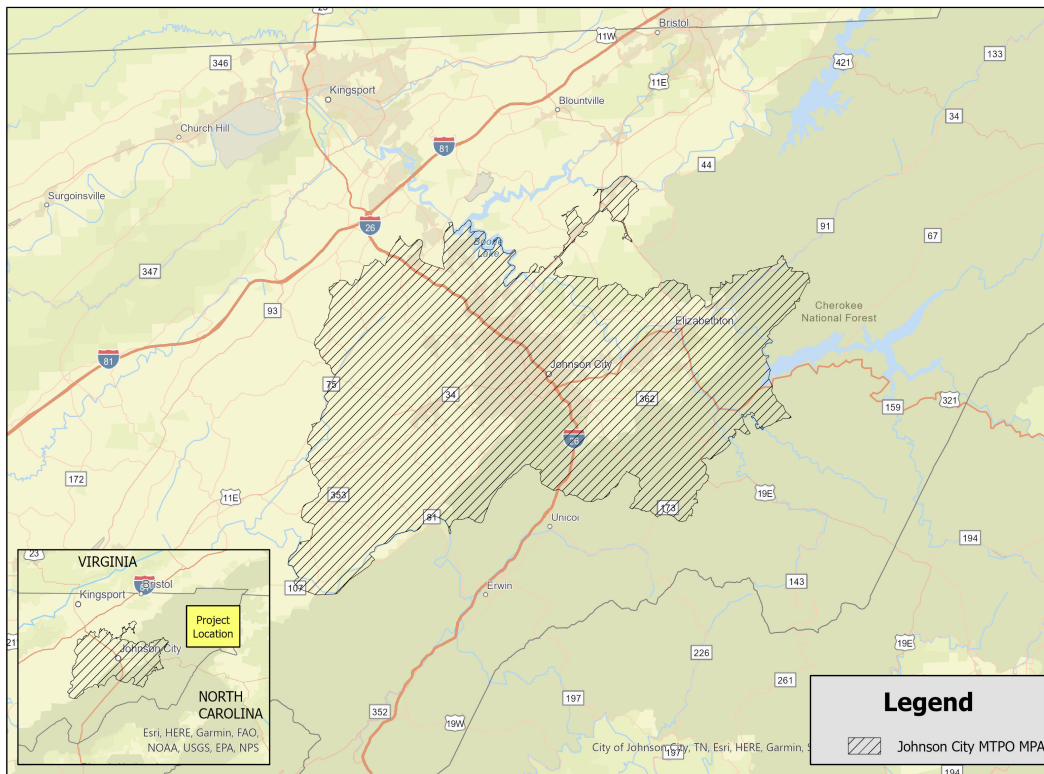 23
Bristol
11W
346
133
421
11E
Kingsport
Blountville
34
Church Hill
81
44
Surgoinsville
26
91
67
Boone
Lake
347
93
Cherokee
National Forest
Elizabethton
81
Johnson City
75
34
362
321
159
26
172
353
11E
19E
173
81
Unicoi
194
107
Erwin
143
226
19E
261
197
352
19W
197
194
23
VIRGINIA
Bristol
Kingsport
Project
Location
21
Johnson City
NORTH
CAROLINA
Esri, HERE, Garmin, FAO,
NOAA, USGS, EPA, NPS
City of Johnson City, TN, Esri, HERE, Garmin,
Legend
Johnson City MTPO MPA